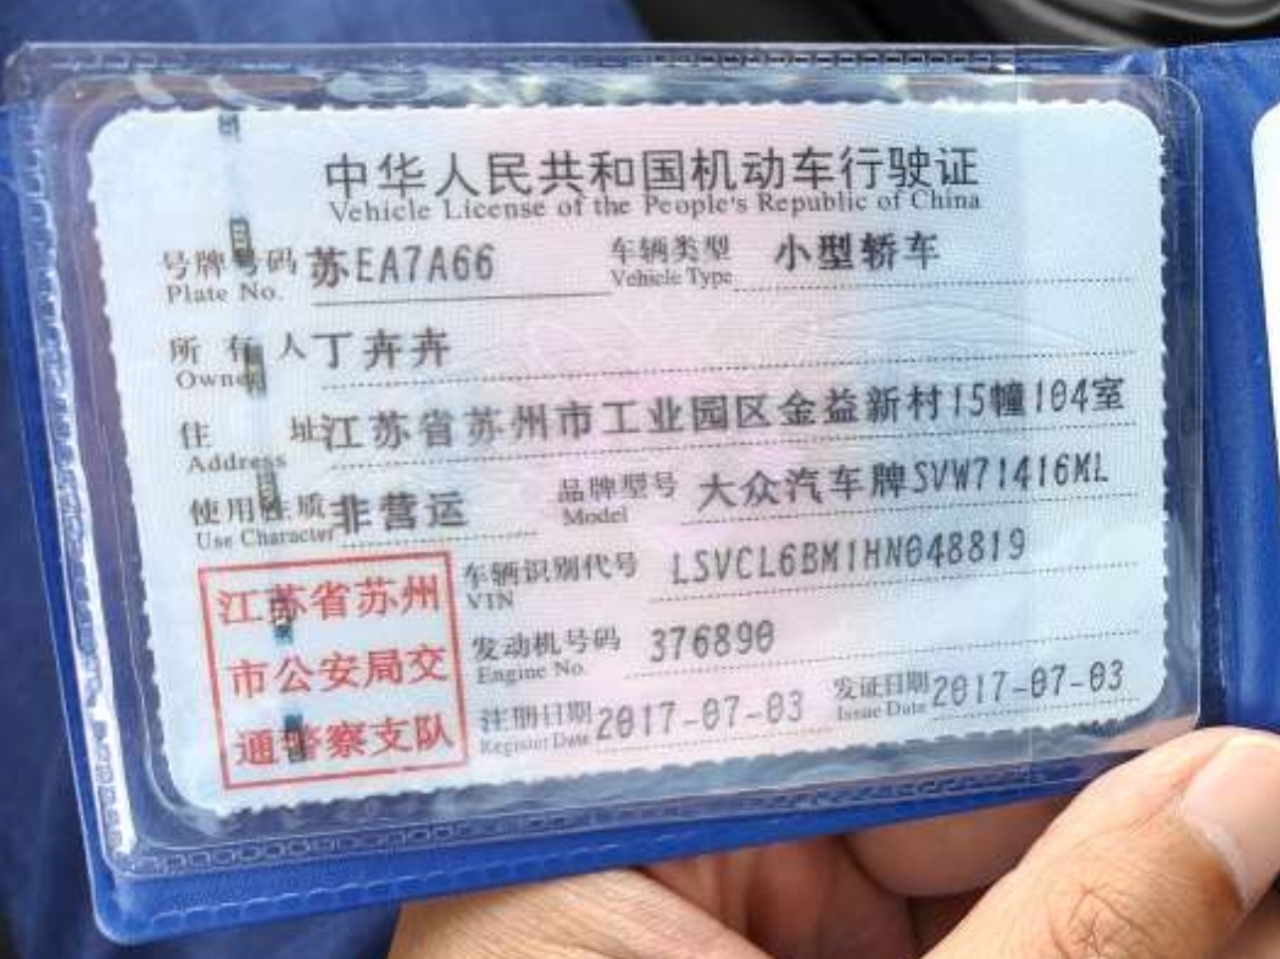 中华人民共和国机动车行驶证
Vehicle License of the People's Republic of China
号牌号码 苏EA7A66 车辆类型 小型轿车
Plate No. Vehicle Type
所有人 丁卉卉
Owner
住址 江苏省苏州市工业园区金益新村15幢104室
Address
使用性质 非营运 品牌型号 大众汽车牌SVW71416ML
Use Character Model
江苏省苏州
市公安局交
通警察支队
车辆识别代号 LSVCL6BM1HN048819
VIN
发动机号码 376890
Engine No.
注册日期 2017-07-03 发证日期 2017-07-03
Register Date Issue Date